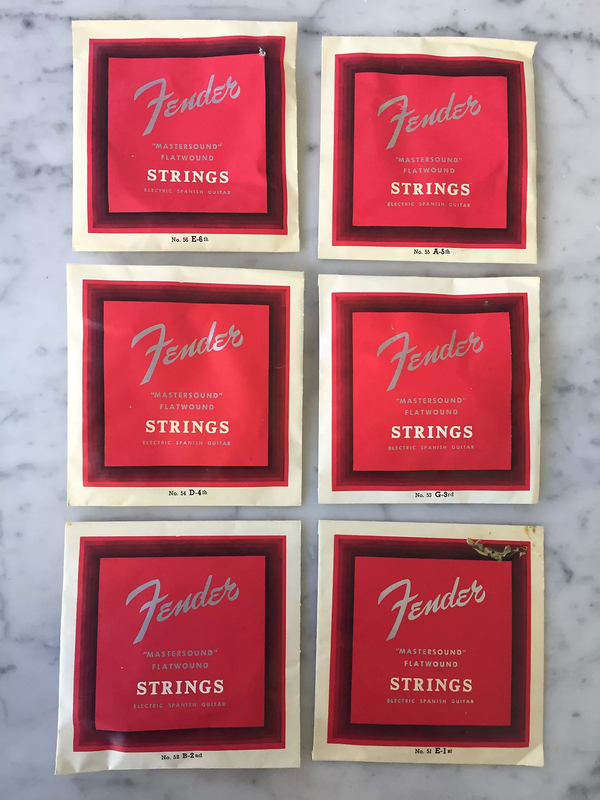 Fender
"MASTERSOUND"
FLATWOUND
STRINGS
ELECTRIC SPANISH GUITAR
No. 56 E-6th
Fender
"MASTERSOUND"
FLATWOUND
STRINGS
ELECTRIC SPANISH GUITAR
No. 55 A-5th
Fender
"MASTERSOUND"
FLATWOUND
STRINGS
ELECTRIC SPANISH GUITAR
No. 54 D-4th
Fender
"MASTERSOUND"
FLATWOUND
STRINGS
ELECTRIC SPANISH GUITAR
No. 53 G-3rd
Fender
"MASTERSOUND"
FLATWOUND
STRINGS
ELECTRIC SPANISH GUITAR
No. 52 B-2nd
Fender
"MASTERSOUND"
FLATWOUND
STRINGS
ELECTRIC SPANISH GUITAR
No. 51 E-1st